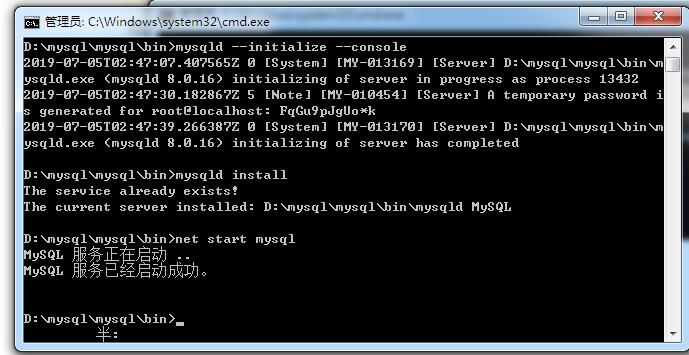 管理员: C:\Windows\system32\cmd.exe
D:\mysql\mysql\bin>mysqld --initialize --console
2019-07-05T02:47:07.407565Z 0 [System] [MY-013169] [Server] D:\mysql\mysql\bin\m
ysqld.exe (mysqld 8.0.16) initializing of server in progress as process 13432
2019-07-05T02:47:30.182867Z 5 [Note] [MY-010454] [Server] A temporary password i
s generated for root@localhost: FqGu9pJgUo*k
2019-07-05T02:47:39.266387Z 0 [System] [MY-013170] [Server] D:\mysql\mysql\bin\m
ysqld.exe (mysqld 8.0.16) initializing of server has completed
D:\mysql\mysql\bin>mysqld install
The service already exists!
The current server installed: D:\mysql\mysql\bin\mysqld MySQL
D:\mysql\mysql\bin>net start mysql
MySQL 服务正在启动 ..
MySQL 服务已经启动成功。
D:\mysql\mysql\bin>
半: